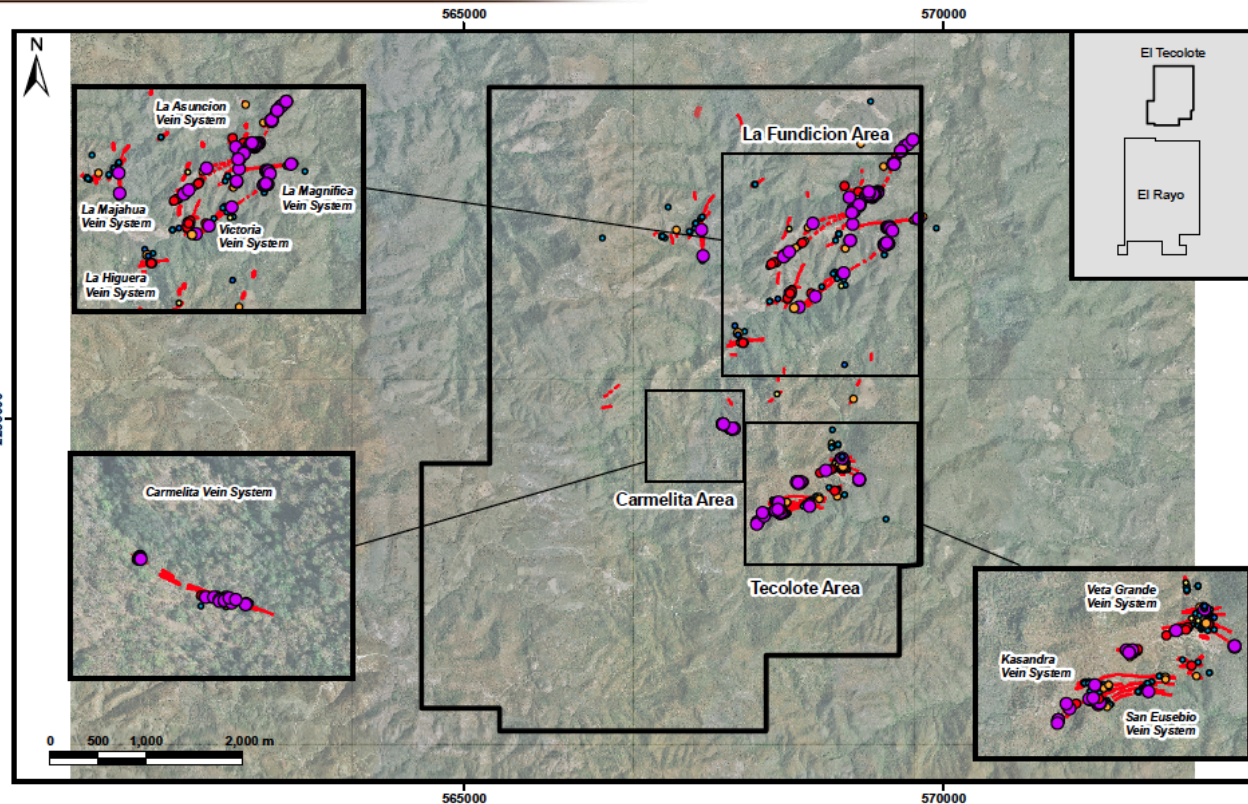 565000
570000
N
El Tecolote
El Rayo
La Asuncion
Vein System
La Magnifica
Vein System
La Majahua
Vein System
Victoria
Vein System
La Higuera
Vein System
La Fundicion Area
Carmelita Area
Tecolote Area
Carmelita Vein System
Veta Grande
Vein System
Kasandra
Vein System
San Eusebio
Vein System
0 500 1,000 2,000 m
565000
570000